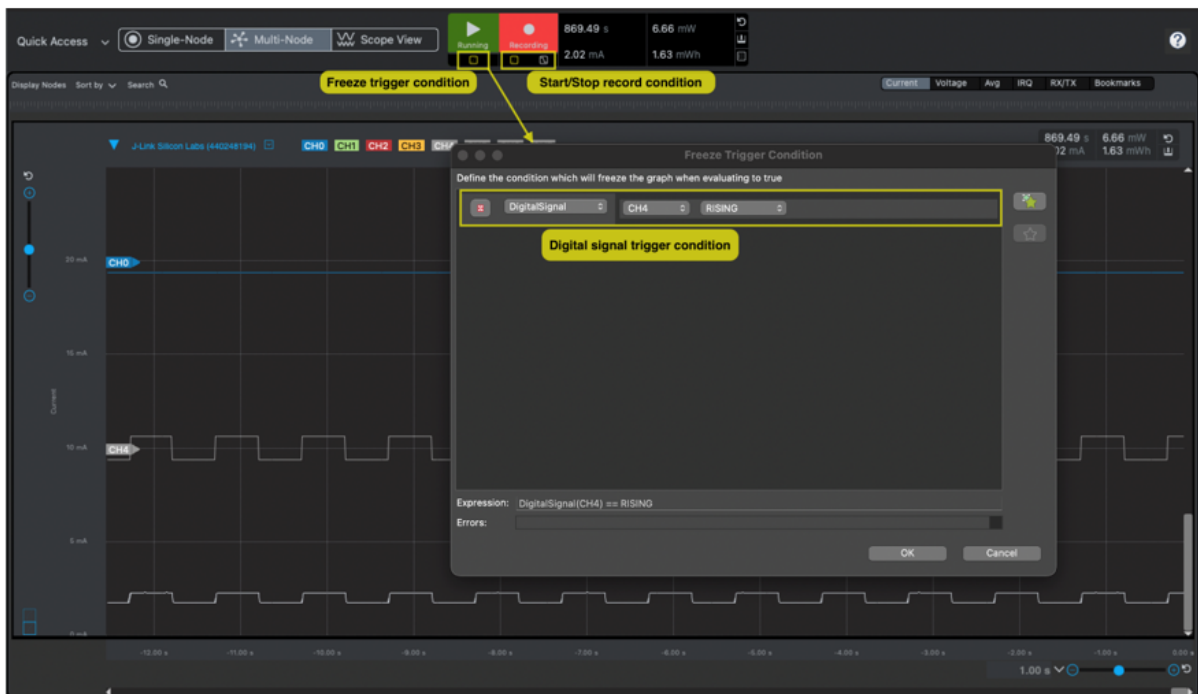 Quick Access
Single-Node
Multi-Node
Scope View
Running
Recording
869.49 s
6.66 mW
2.02 mA
1.63 mWh
?
Freeze trigger condition
Start/Stop record condition
Display Nodes Sort by Search
Current Voltage Avg IRQ RX/TX Bookmarks
J-Link Silicon Labs (440248194)
CH0 CH1 CH2 CH3
869.49 s 6.66 mW
02 mA 1.63 mWh
Freeze Trigger Condition
Define the condition which will freeze the graph when evaluating to true
DigitalSignal CH4 RISING
Digital signal trigger condition
20 mA
CH0
15 mA
Current
10 mA
CH4
Expression: DigitalSignal(CH4) == RISING
Errors:
5 mA
OK Cancel
0 mA
-12.00 s -11.00 s -10.00 s -9.00 s -8.00 s -7.00 s -6.00 s -5.00 s -4.00 s -3.00 s -2.00 s -1.00 s 0.00 s
1.00 s